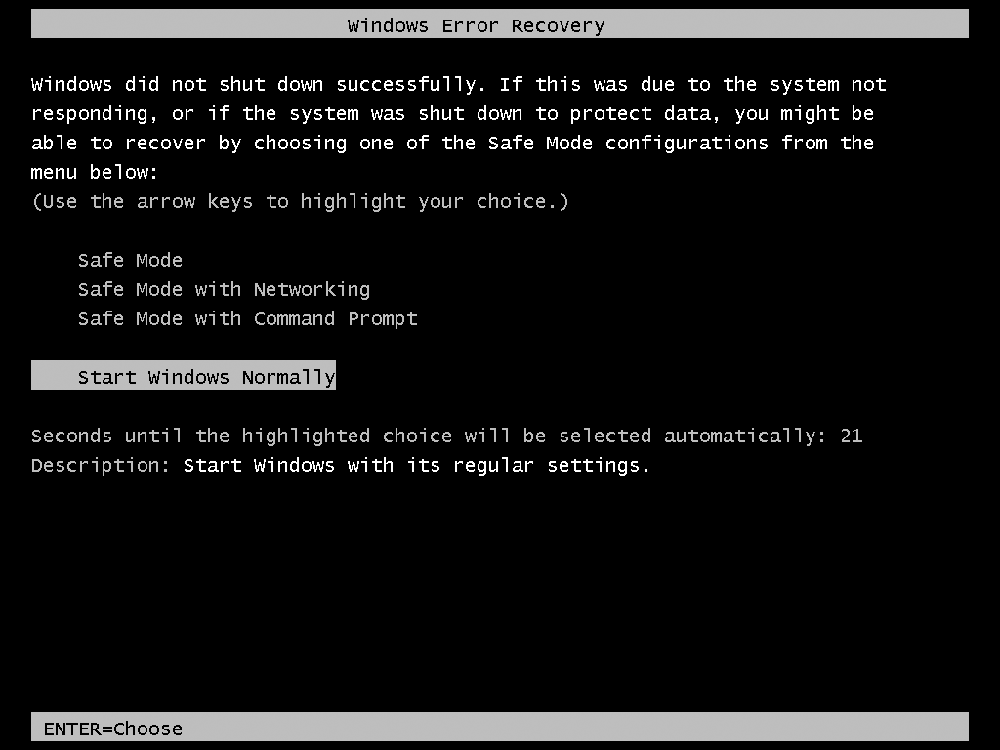 Windows Error Recovery
Windows did not shut down successfully. If this was due to the system not
responding, or if the system was shut down to protect data, you might be
able to recover by choosing one of the Safe Mode configurations from the
menu below:
(Use the arrow keys to highlight your choice.)
Safe Mode
Safe Mode with Networking
Safe Mode with Command Prompt
Start Windows Normally
Seconds until the highlighted choice will be selected automatically: 21
Description: Start Windows with its regular settings.
ENTER=Choose